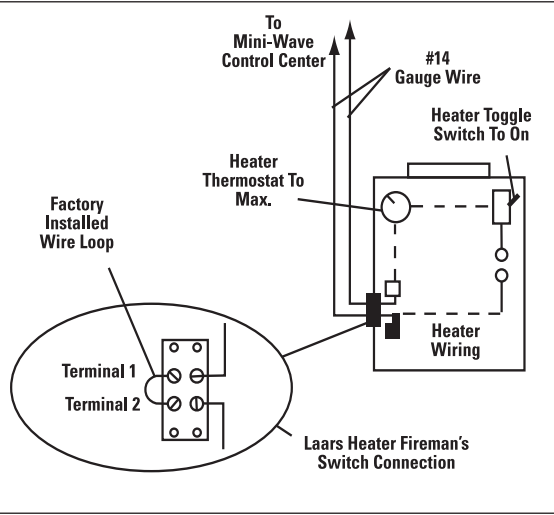 To
Mini-Wave
Control Center
#14
Gauge Wire
Heater Toggle
Switch To On
Heater
Thermostat To
Max.
Factory
Installed
Wire Loop
Terminal 1
Terminal 2
Heater
Wiring
Laars Heater Fireman's
Switch Connection